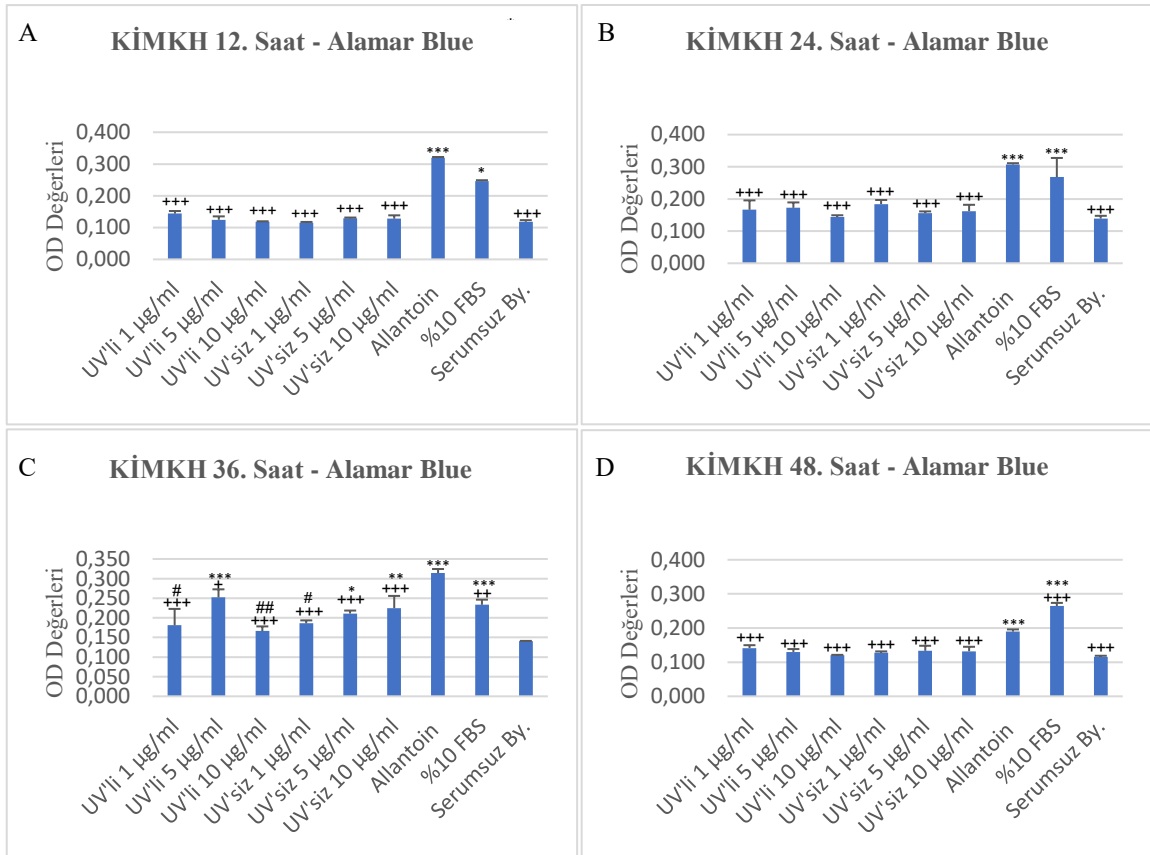 A
KİMKH 12. Saat - Alamar Blue
OD Değerleri
0,400
0,300
0,200
0,100
0,000
+++
+++
+++
+++
+++
+++
***
*
+++
UV'li 1 µg/ml
UV'li 5 µg/ml
UV'li 10 µg/ml
UV'siz 1 µg/ml
UV'siz 5 µg/ml
UV'siz 10 µg/ml
Allantoin
%10 FBS
Serumsuz By.
B
KİMKH 24. Saat - Alamar Blue
OD Değerleri
0,400
0,300
0,200
0,100
0,000
+++
+++
+++
+++
+++
+++
***
***
+++
UV'li 1 µg/ml
UV'li 5 µg/ml
UV'li 10 µg/ml
UV'siz 1 µg/ml
UV'siz 5 µg/ml
UV'siz 10 µg/ml
Allantoin
%10 FBS
Serumsuz By.
C
KİMKH 36. Saat - Alamar Blue
OD Değerleri
0,350
0,300
0,250
0,200
0,150
0,100
0,050
0,000
#
+++
***
+
##
+++
#
+++
*
+++
**
+++
***
***
++
UV'li 1 µg/ml
UV'li 5 µg/ml
UV'li 10 µg/ml
UV'siz 1 µg/ml
UV'siz 5 µg/ml
UV'siz 10 µg/ml
Allantoin
%10 FBS
Serumsuz By.
D
KİMKH 48. Saat - Alamar Blue
OD Değerleri
0,400
0,300
0,200
0,100
0,000
+++
+++
+++
+++
+++
+++
***
***
+++
+++
UV'li 1 µg/ml
UV'li 5 µg/ml
UV'li 10 µg/ml
UV'siz 1 µg/ml
UV'siz 5 µg/ml
UV'siz 10 µg/ml
Allantoin
%10 FBS
Serumsuz By.